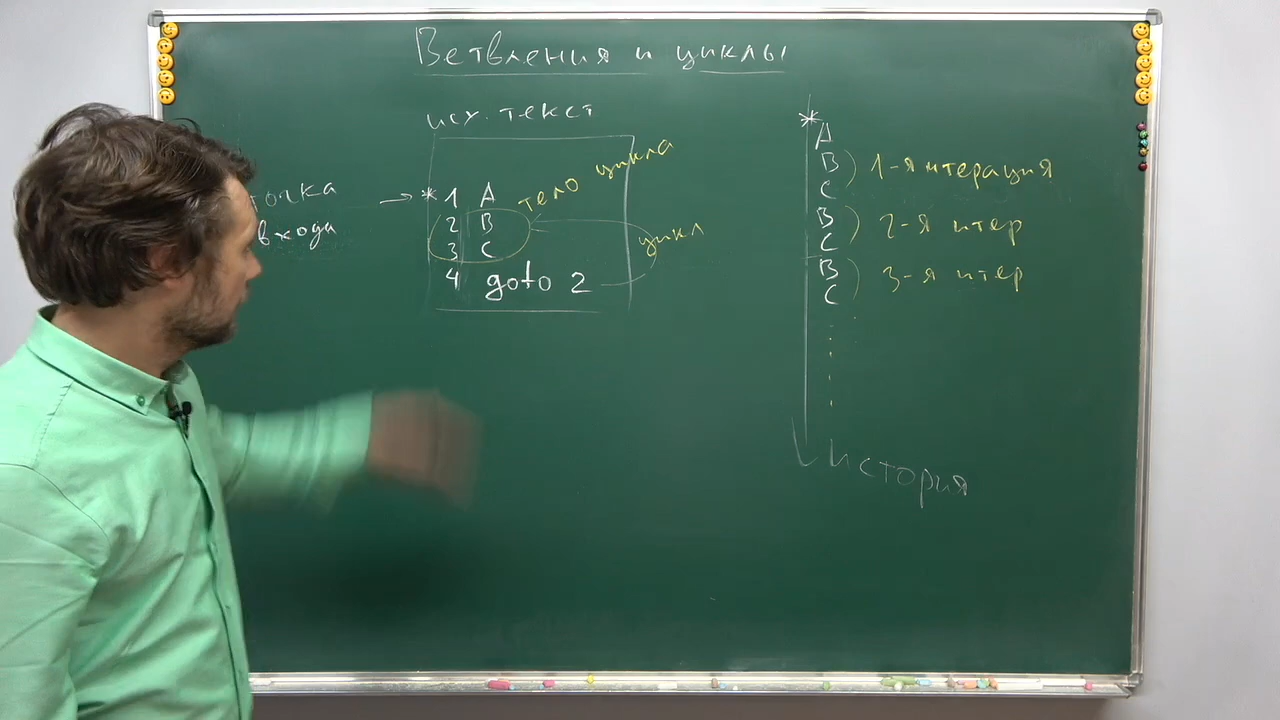 Ветвления и циклы
исх. текст
точка
входа
→ * 1 A
2 B
3 C
4 goto 2
тело цикла
цикл
*
A
B ) 1-я итерация
C
B ) 2-я итер
C
B ) 3-я итер
C
История